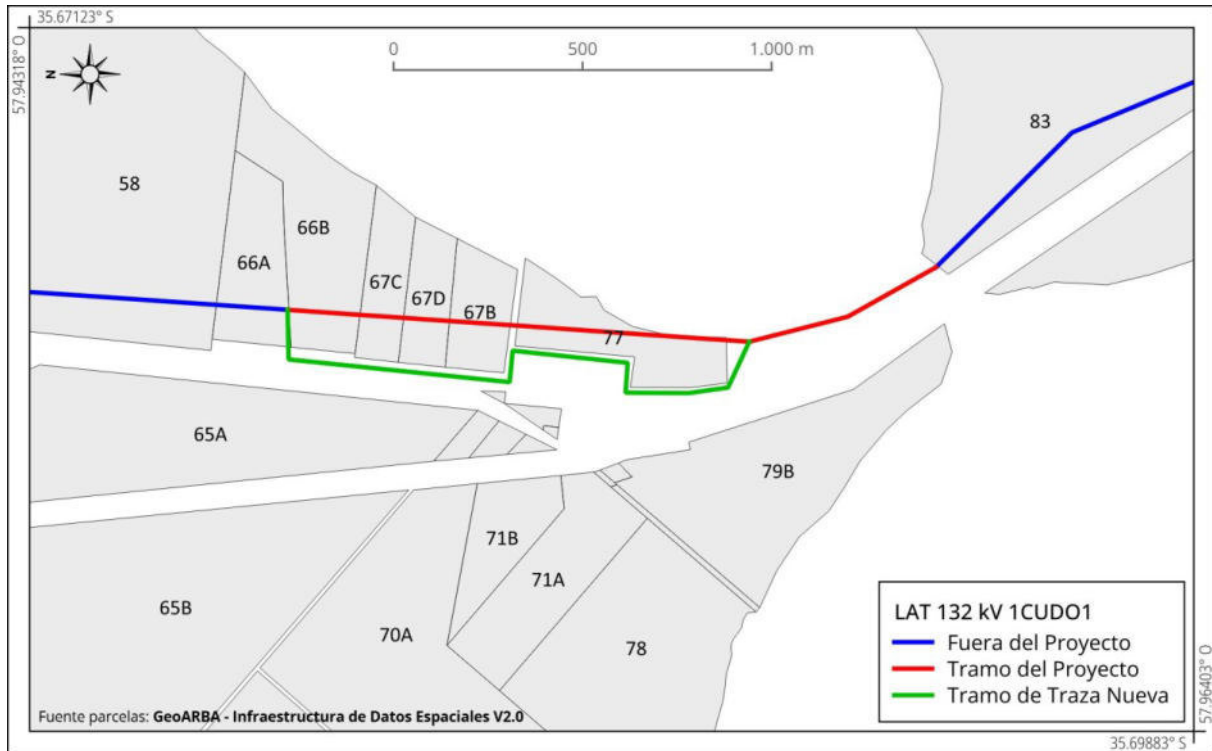 35.67123° S
57.94318° O
N
0 500 1.000 m
83
58
66B
66A
67C
67D
67B
77
65A
79B
71B
71A
65B
70A
78
LAT 132 kV 1CUDO1
Fuera del Proyecto
Tramo del Proyecto
Tramo de Traza Nueva
Fuente parcelas: GeoARBA - Infraestructura de Datos Espaciales V2.0
57.96403° O
35.69883° S